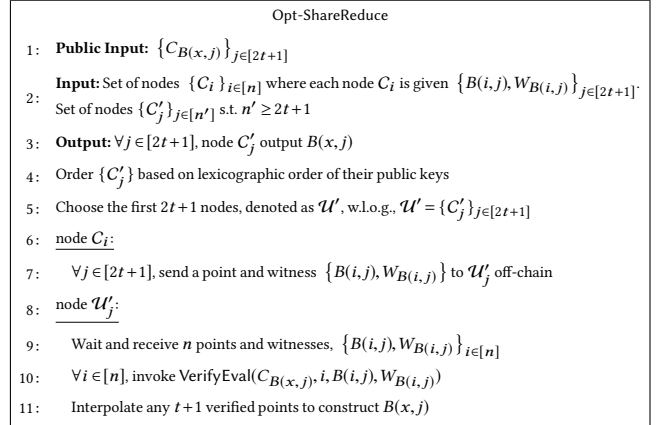 Opt-ShareReduce
1: Public Input: {C_{B(x,j)}}_{j∈[2t+1]}
2: Input: Set of nodes {C_i}_{i∈[n]} where each node C_i is given {B(i,j),W_{B(i,j)}}_{j∈[2t+1]}.
Set of nodes {C'_j}_{j∈[n']} s.t. n' ≥ 2t+1
3: Output: ∀j∈[2t+1], node C'_j output B(x,j)
4: Order {C'_j} based on lexicographic order of their public keys
5: Choose the first 2t+1 nodes, denoted as U', w.l.o.g., U' = {C'_j}_{j∈[2t+1]}
6: node C_i:
7: ∀j∈[2t+1], send a point and witness {B(i,j),W_{B(i,j)}} to U'_j off-chain
8: node U'_j:
9: Wait and receive n points and witnesses, {B(i,j),W_{B(i,j)}}_{i∈[n]}
10: ∀i∈[n], invoke VerifyEval(C_{B(x,j)},i,B(i,j),W_{B(i,j)})
11: Interpolate any t+1 verified points to construct B(x,j)